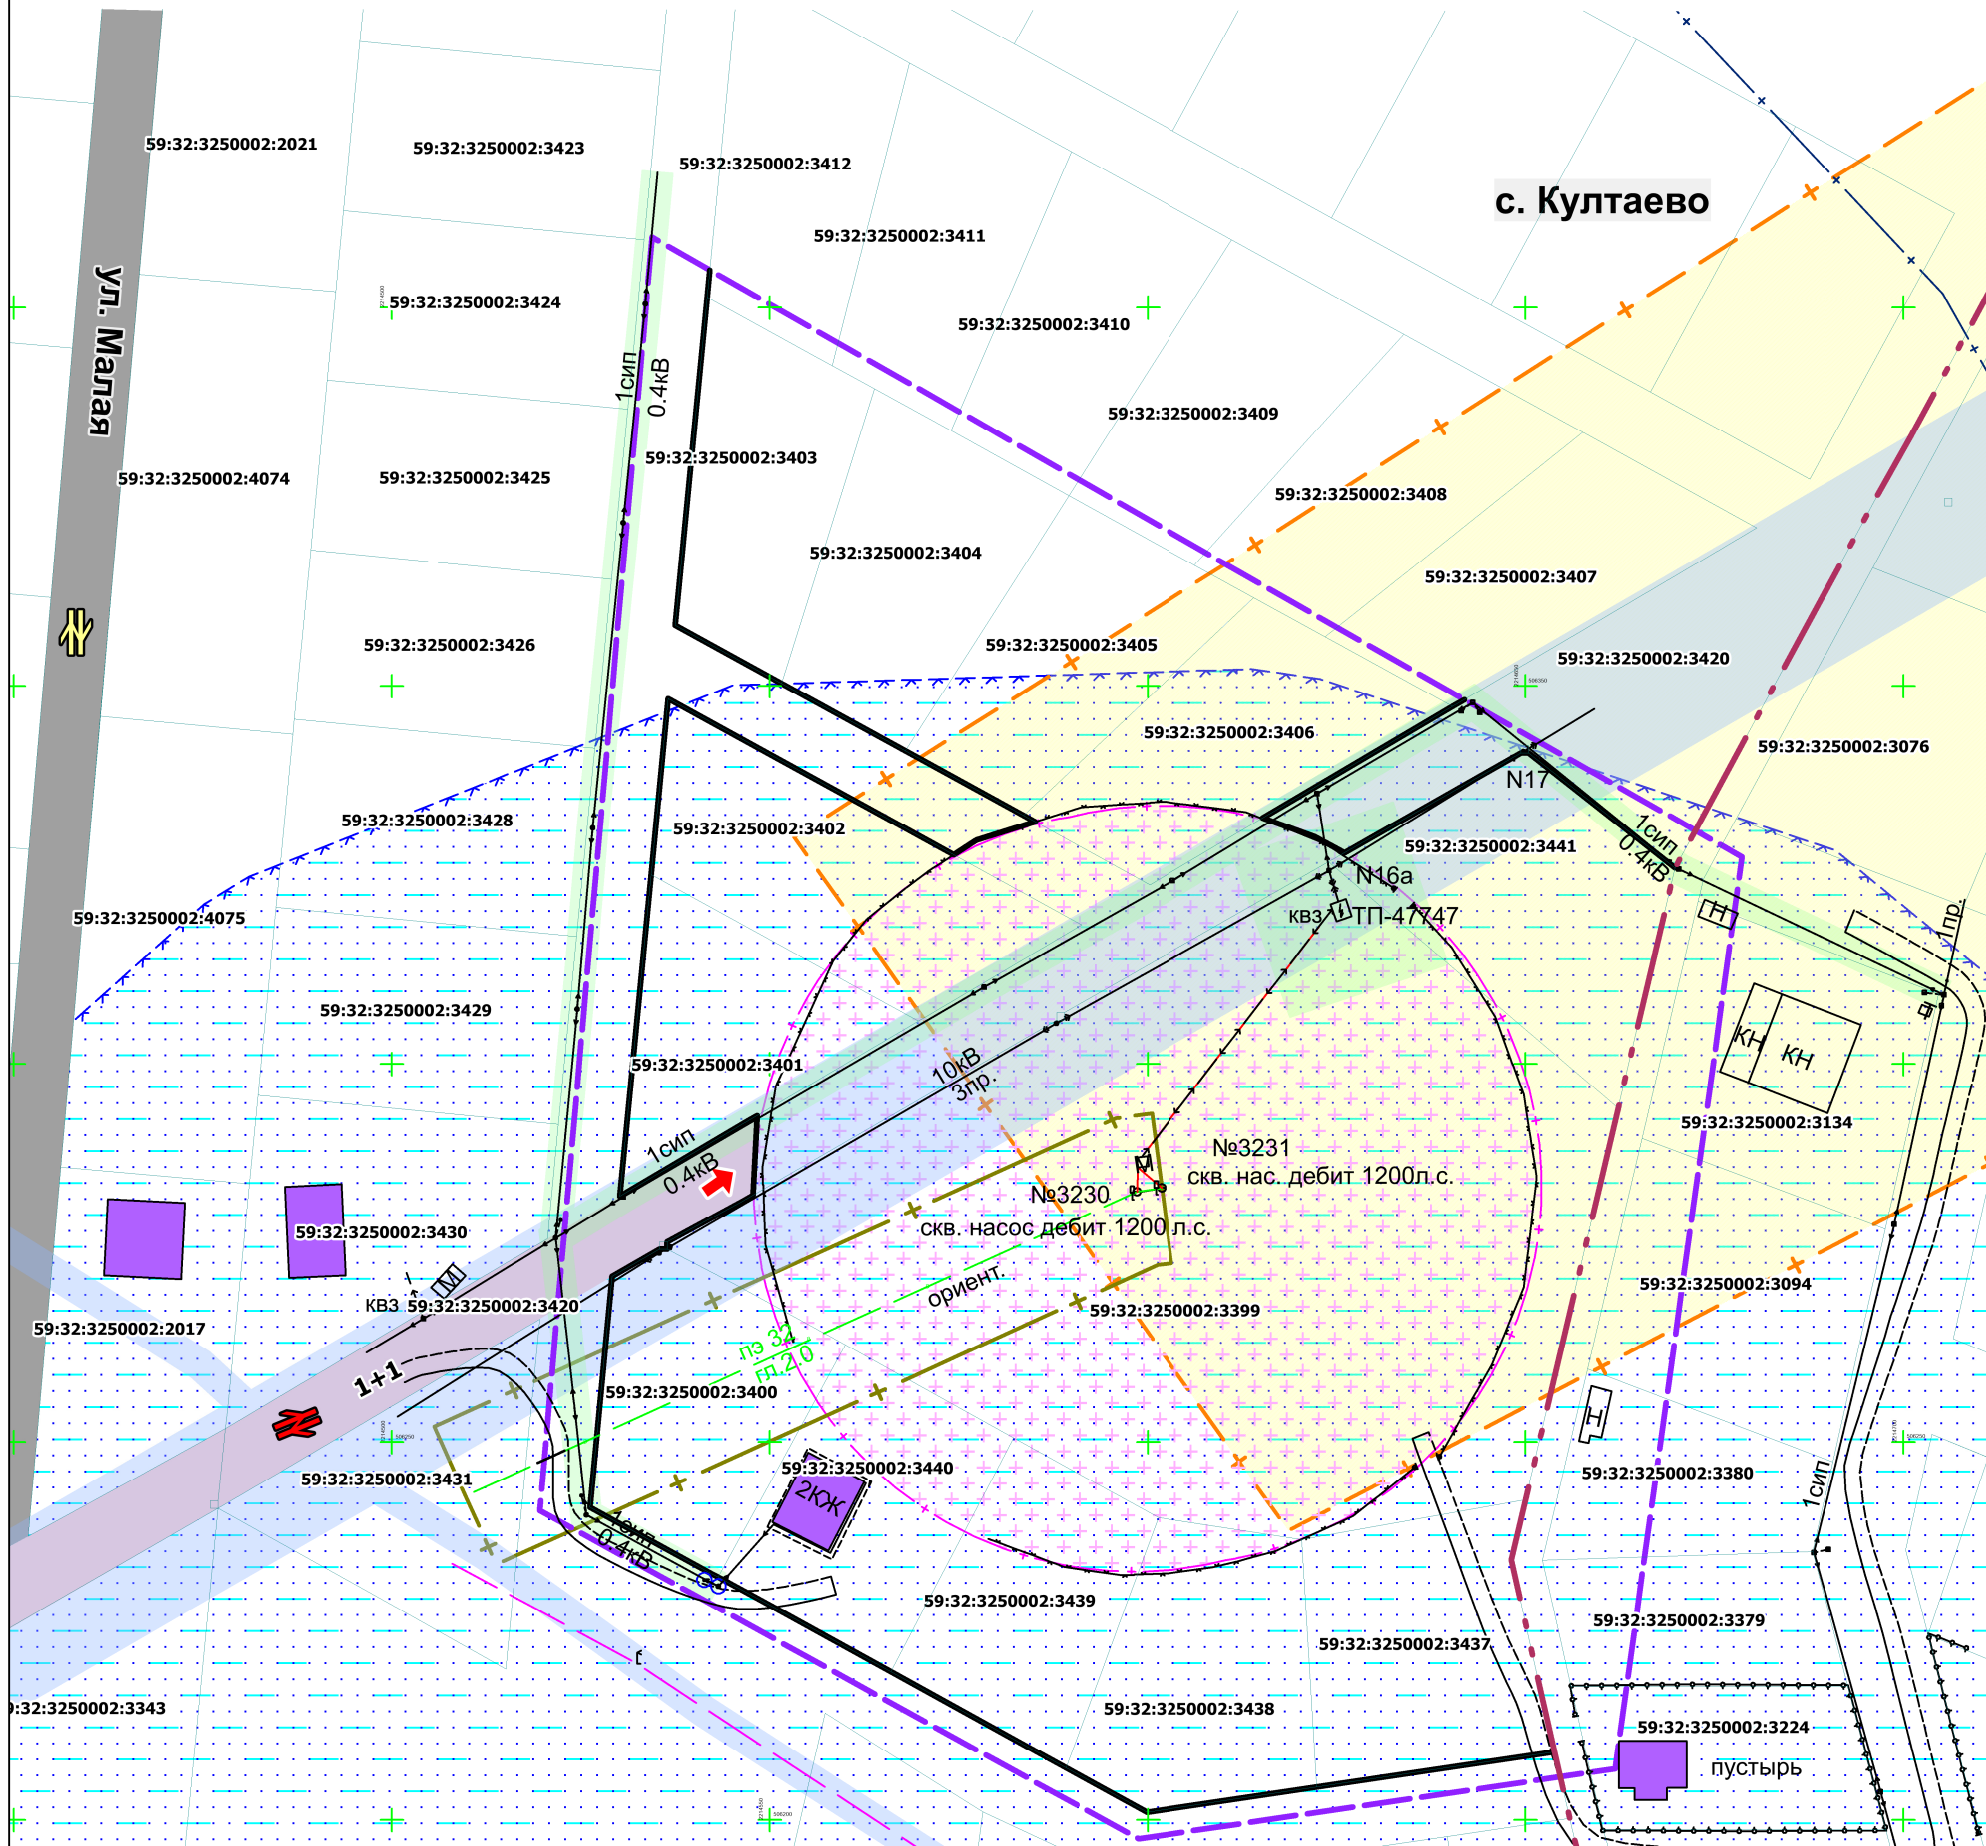 59:32:3250002:2021
59:32:3250002:3423
59:32:3250002:3412
с. Култаево
59:32:3250002:3411
ул. Малая
59:32:3250002:3424
59:32:3250002:3410
1сип
0.4кВ
59:32:3250002:3409
59:32:3250002:4074
59:32:3250002:3425
59:32:3250002:3403
59:32:3250002:3408
59:32:3250002:3404
59:32:3250002:3407
59:32:3250002:3426
59:32:3250002:3405
59:32:3250002:3420
59:32:3250002:3406
59:32:3250002:3076
N17
59:32:3250002:3428
59:32:3250002:3402
59:32:3250002:3441
1сип
0.4кВ
N16а
59:32:3250002:4075
квз
ТП-47747
Н
1пр.
59:32:3250002:3429
59:32:3250002:3401
10кВ
3пр.
КН
КН
59:32:3250002:3134
1сип
0.4кВ
№3231
скв. нас. дебит 1200л.с.
М
№3230
скв. насос дебит 1200 л.с.
59:32:3250002:3430
М
квз
59:32:3250002:3420
ориент.
59:32:3250002:3399
59:32:3250002:3094
59:32:3250002:2017
пэ 32
гл.2.0
1+1
59:32:3250002:3400
Н
59:32:3250002:3431
59:32:3250002:3440
2КЖ
59:32:3250002:3380
1сип
1сип
0.4кВ
59:32:3250002:3439
59:32:3250002:3379
59:32:3250002:3437
59:32:3250002:3438
9:32:3250002:3343
59:32:3250002:3224
пустырь